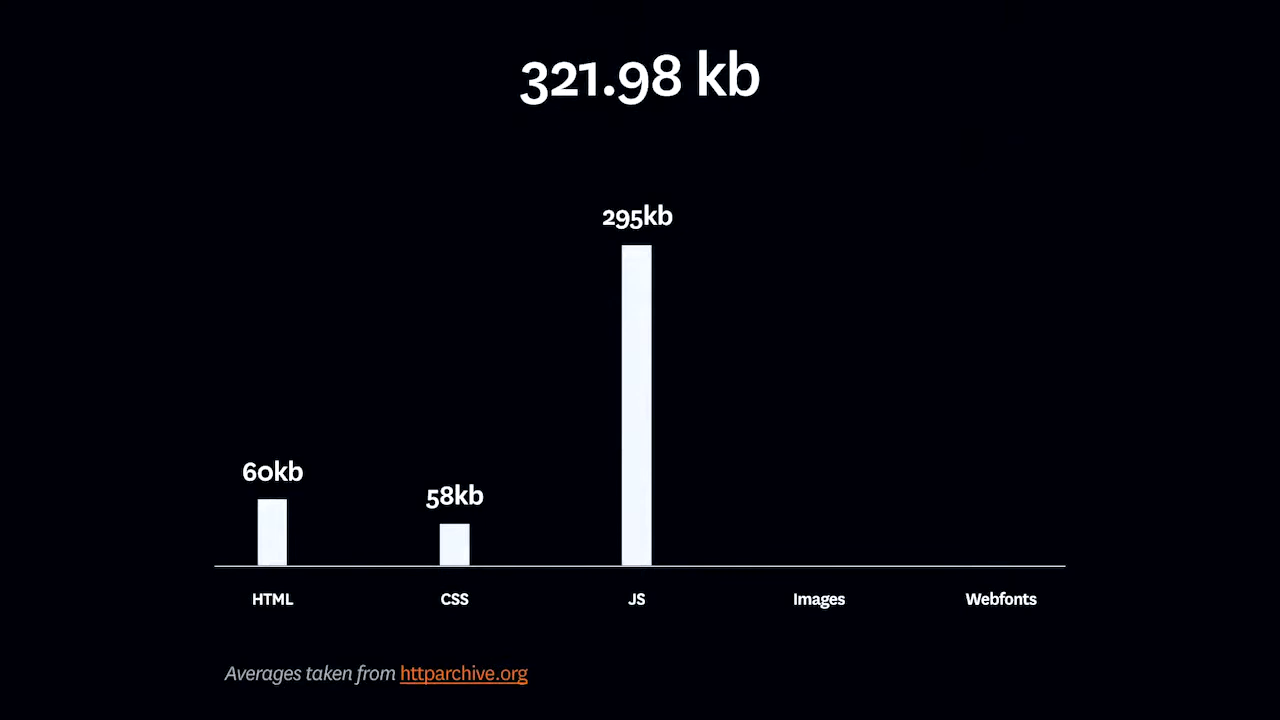 321.98 kb
295kb
60kb
58kb
HTML CSS JS Images Webfonts
Averages taken from httparchive.org